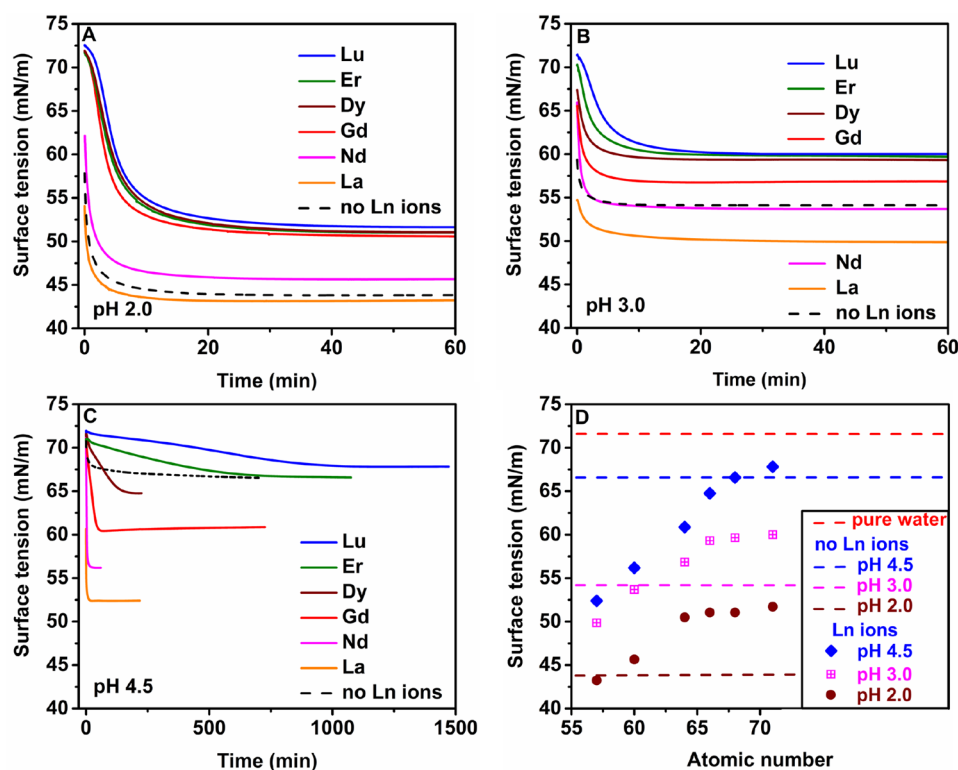 A
Surface tension (mN/m)
75
70
65
60
55
50
45
40
Lu
Er
Dy
Gd
Nd
La
no Ln ions
pH 2.0
0
20
40
60
Time (min)
B
Surface tension (mN/m)
75
70
65
60
55
50
45
40
Lu
Er
Dy
Gd
Nd
La
no Ln ions
pH 3.0
0
20
40
60
Time (min)
C
Surface tension (mN/m)
75
70
65
60
55
50
45
40
Lu
Er
Dy
Gd
Nd
La
no Ln ions
pH 4.5
0
500
1000
1500
Time (min)
D
Surface tension (mN/m)
75
70
65
60
55
50
45
40
pure water
no Ln ions
pH 4.5
pH 3.0
pH 2.0
Ln ions
pH 4.5
pH 3.0
pH 2.0
55
60
65
70
Atomic number